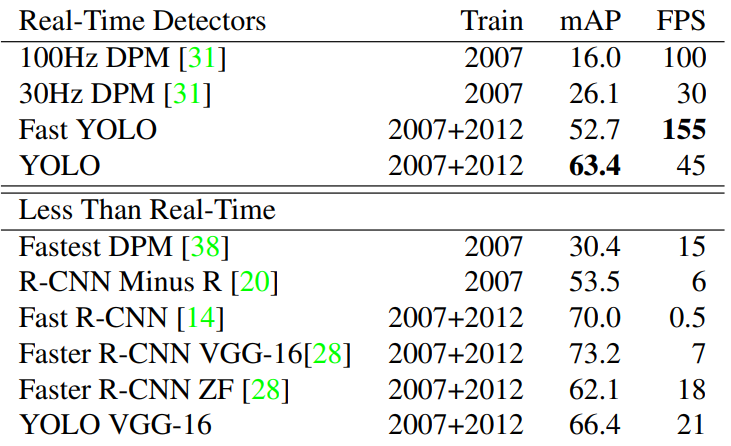 Real-Time Detectors Train mAP FPS
100Hz DPM [31] 2007 16.0 100
30Hz DPM [31] 2007 26.1 30
Fast YOLO 2007+2012 52.7 155
YOLO 2007+2012 63.4 45
Less Than Real-Time
Fastest DPM [38] 2007 30.4 15
R-CNN Minus R [20] 2007 53.5 6
Fast R-CNN [14] 2007+2012 70.0 0.5
Faster R-CNN VGG-16[28] 2007+2012 73.2 7
Faster R-CNN ZF [28] 2007+2012 62.1 18
YOLO VGG-16 2007+2012 66.4 21